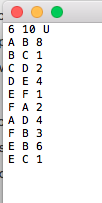 6 10 U
A B 8
B C 1
C D 2
D E 4
E F 1
F A 2
A D 4
F B 3
E B 6
E C 1